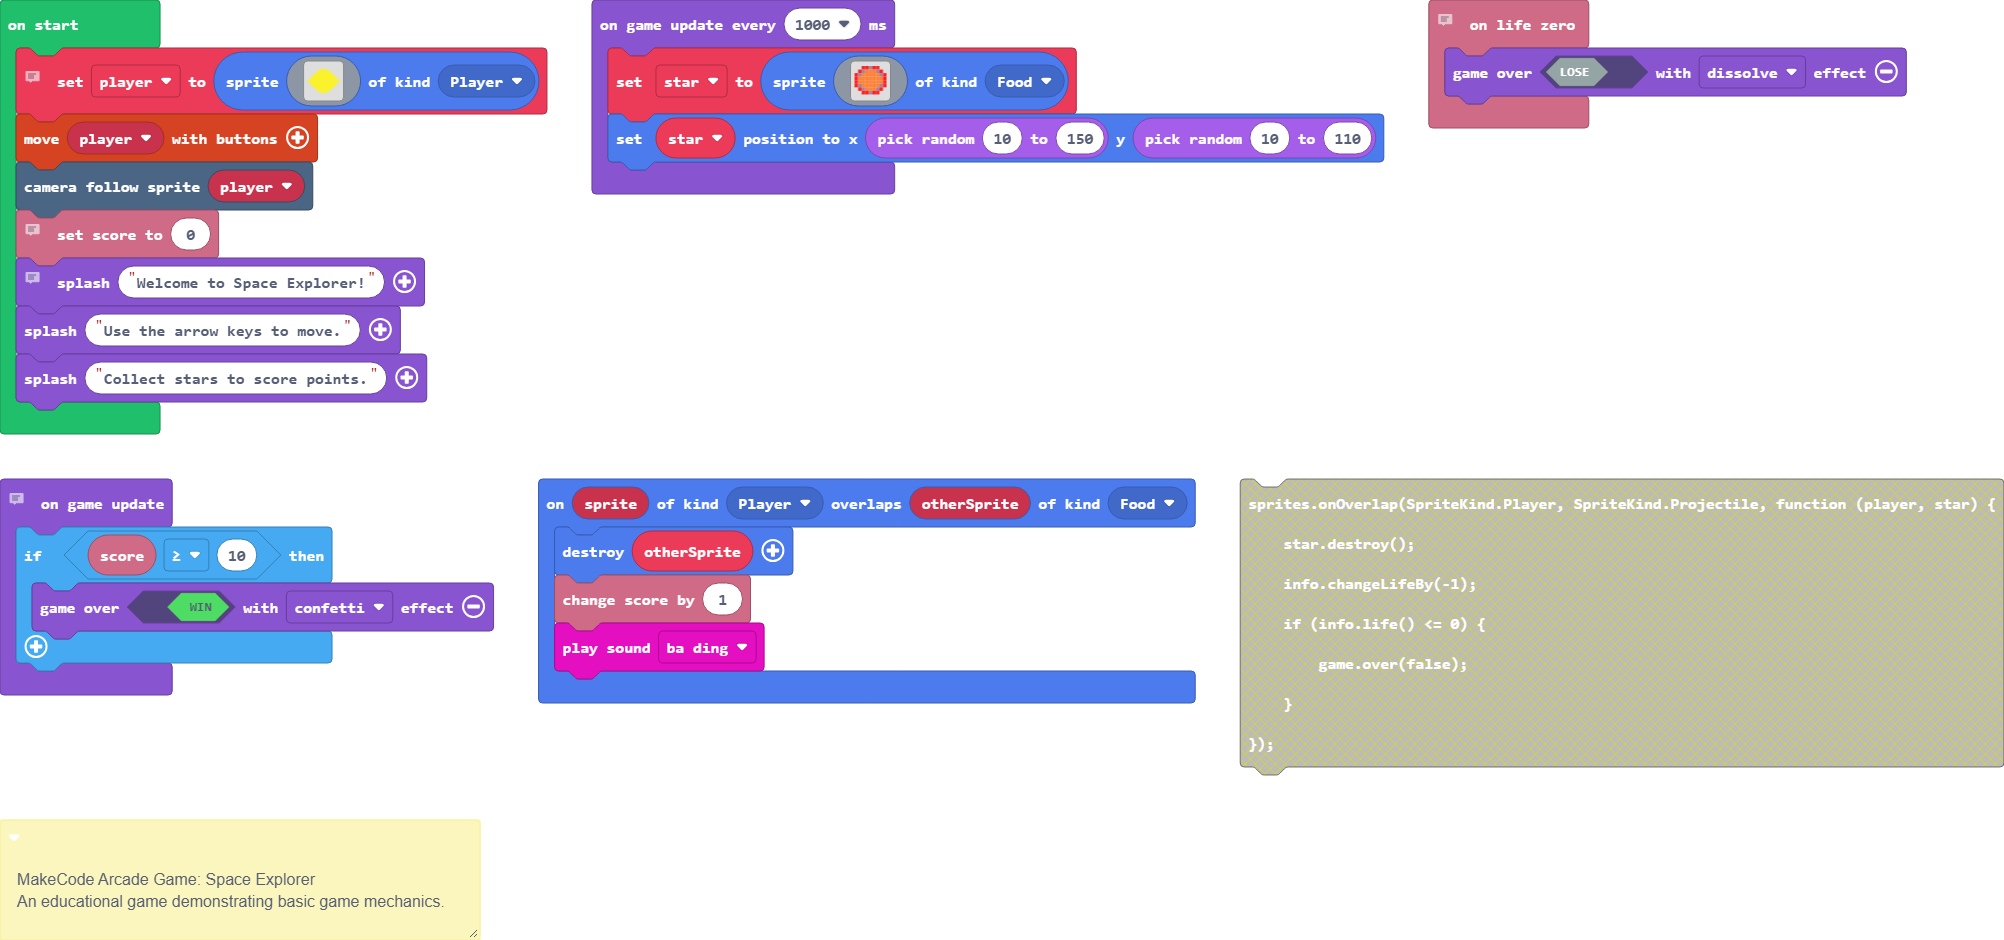 on start
set player to sprite of kind Player
move player with buttons
camera follow sprite player
set score to 0
splash "Welcome to Space Explorer!"
splash "Use the arrow keys to move."
splash "Collect stars to score points."
on game update every 1000 ms
set star to sprite of kind Food
set star position to x pick random 10 to 150 y pick random 10 to 110
on life zero
game over LOSE with dissolve effect
on game update
if score ≥ 10 then
game over WIN with confetti effect
on sprite of kind Player overlaps otherSprite of kind Food
destroy otherSprite
change score by 1
play sound ba ding
sprites.onOverlap(SpriteKind.Player, SpriteKind.Projectile, function (player, star) {
star.destroy();
info.changeLifeBy(-1);
if (info.life() <= 0) {
game.over(false);
}
});
MakeCode Arcade Game: Space Explorer
An educational game demonstrating basic game mechanics.